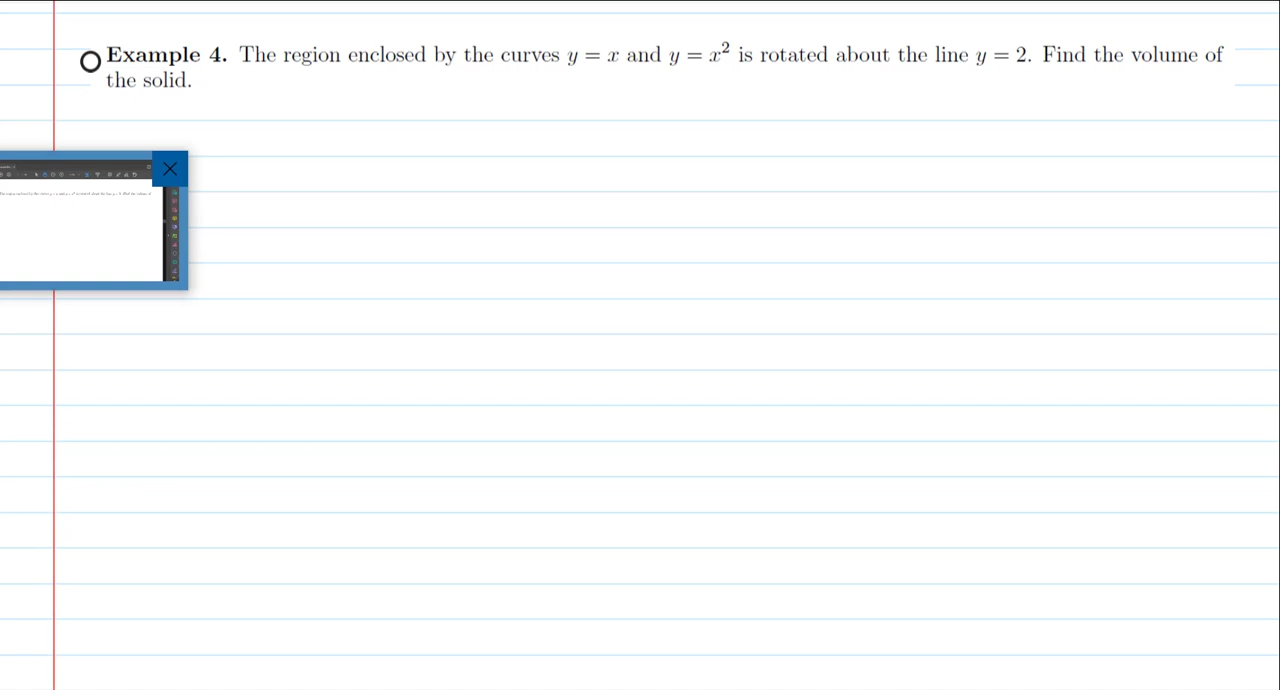 Example 4. The region enclosed by the curves y = x and y = x² is rotated about the line y = 2. Find the volume of
the solid.